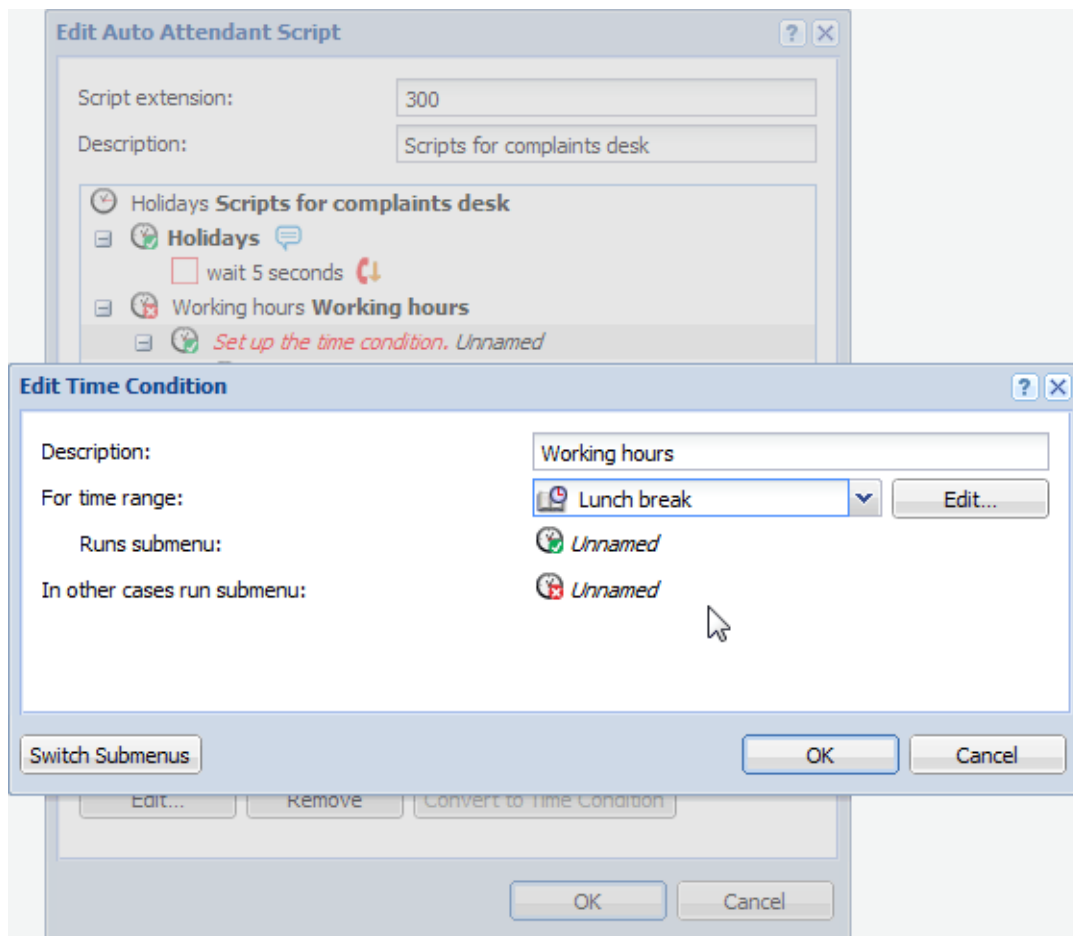 Edit Auto Attendant Script
Script extension: 300
Description: Scripts for complaints desk
Holidays Scripts for complaints desk
Holidays
wait 5 seconds
Working hours Working hours
Set up the time condition. Unnamed
Edit Time Condition
Description: Working hours
For time range: Lunch break Edit...
Runs submenu: Unnamed
In other cases run submenu: Unnamed
Switch Submenus OK Cancel
Edit... Remove Convert to Time Condition
OK Cancel